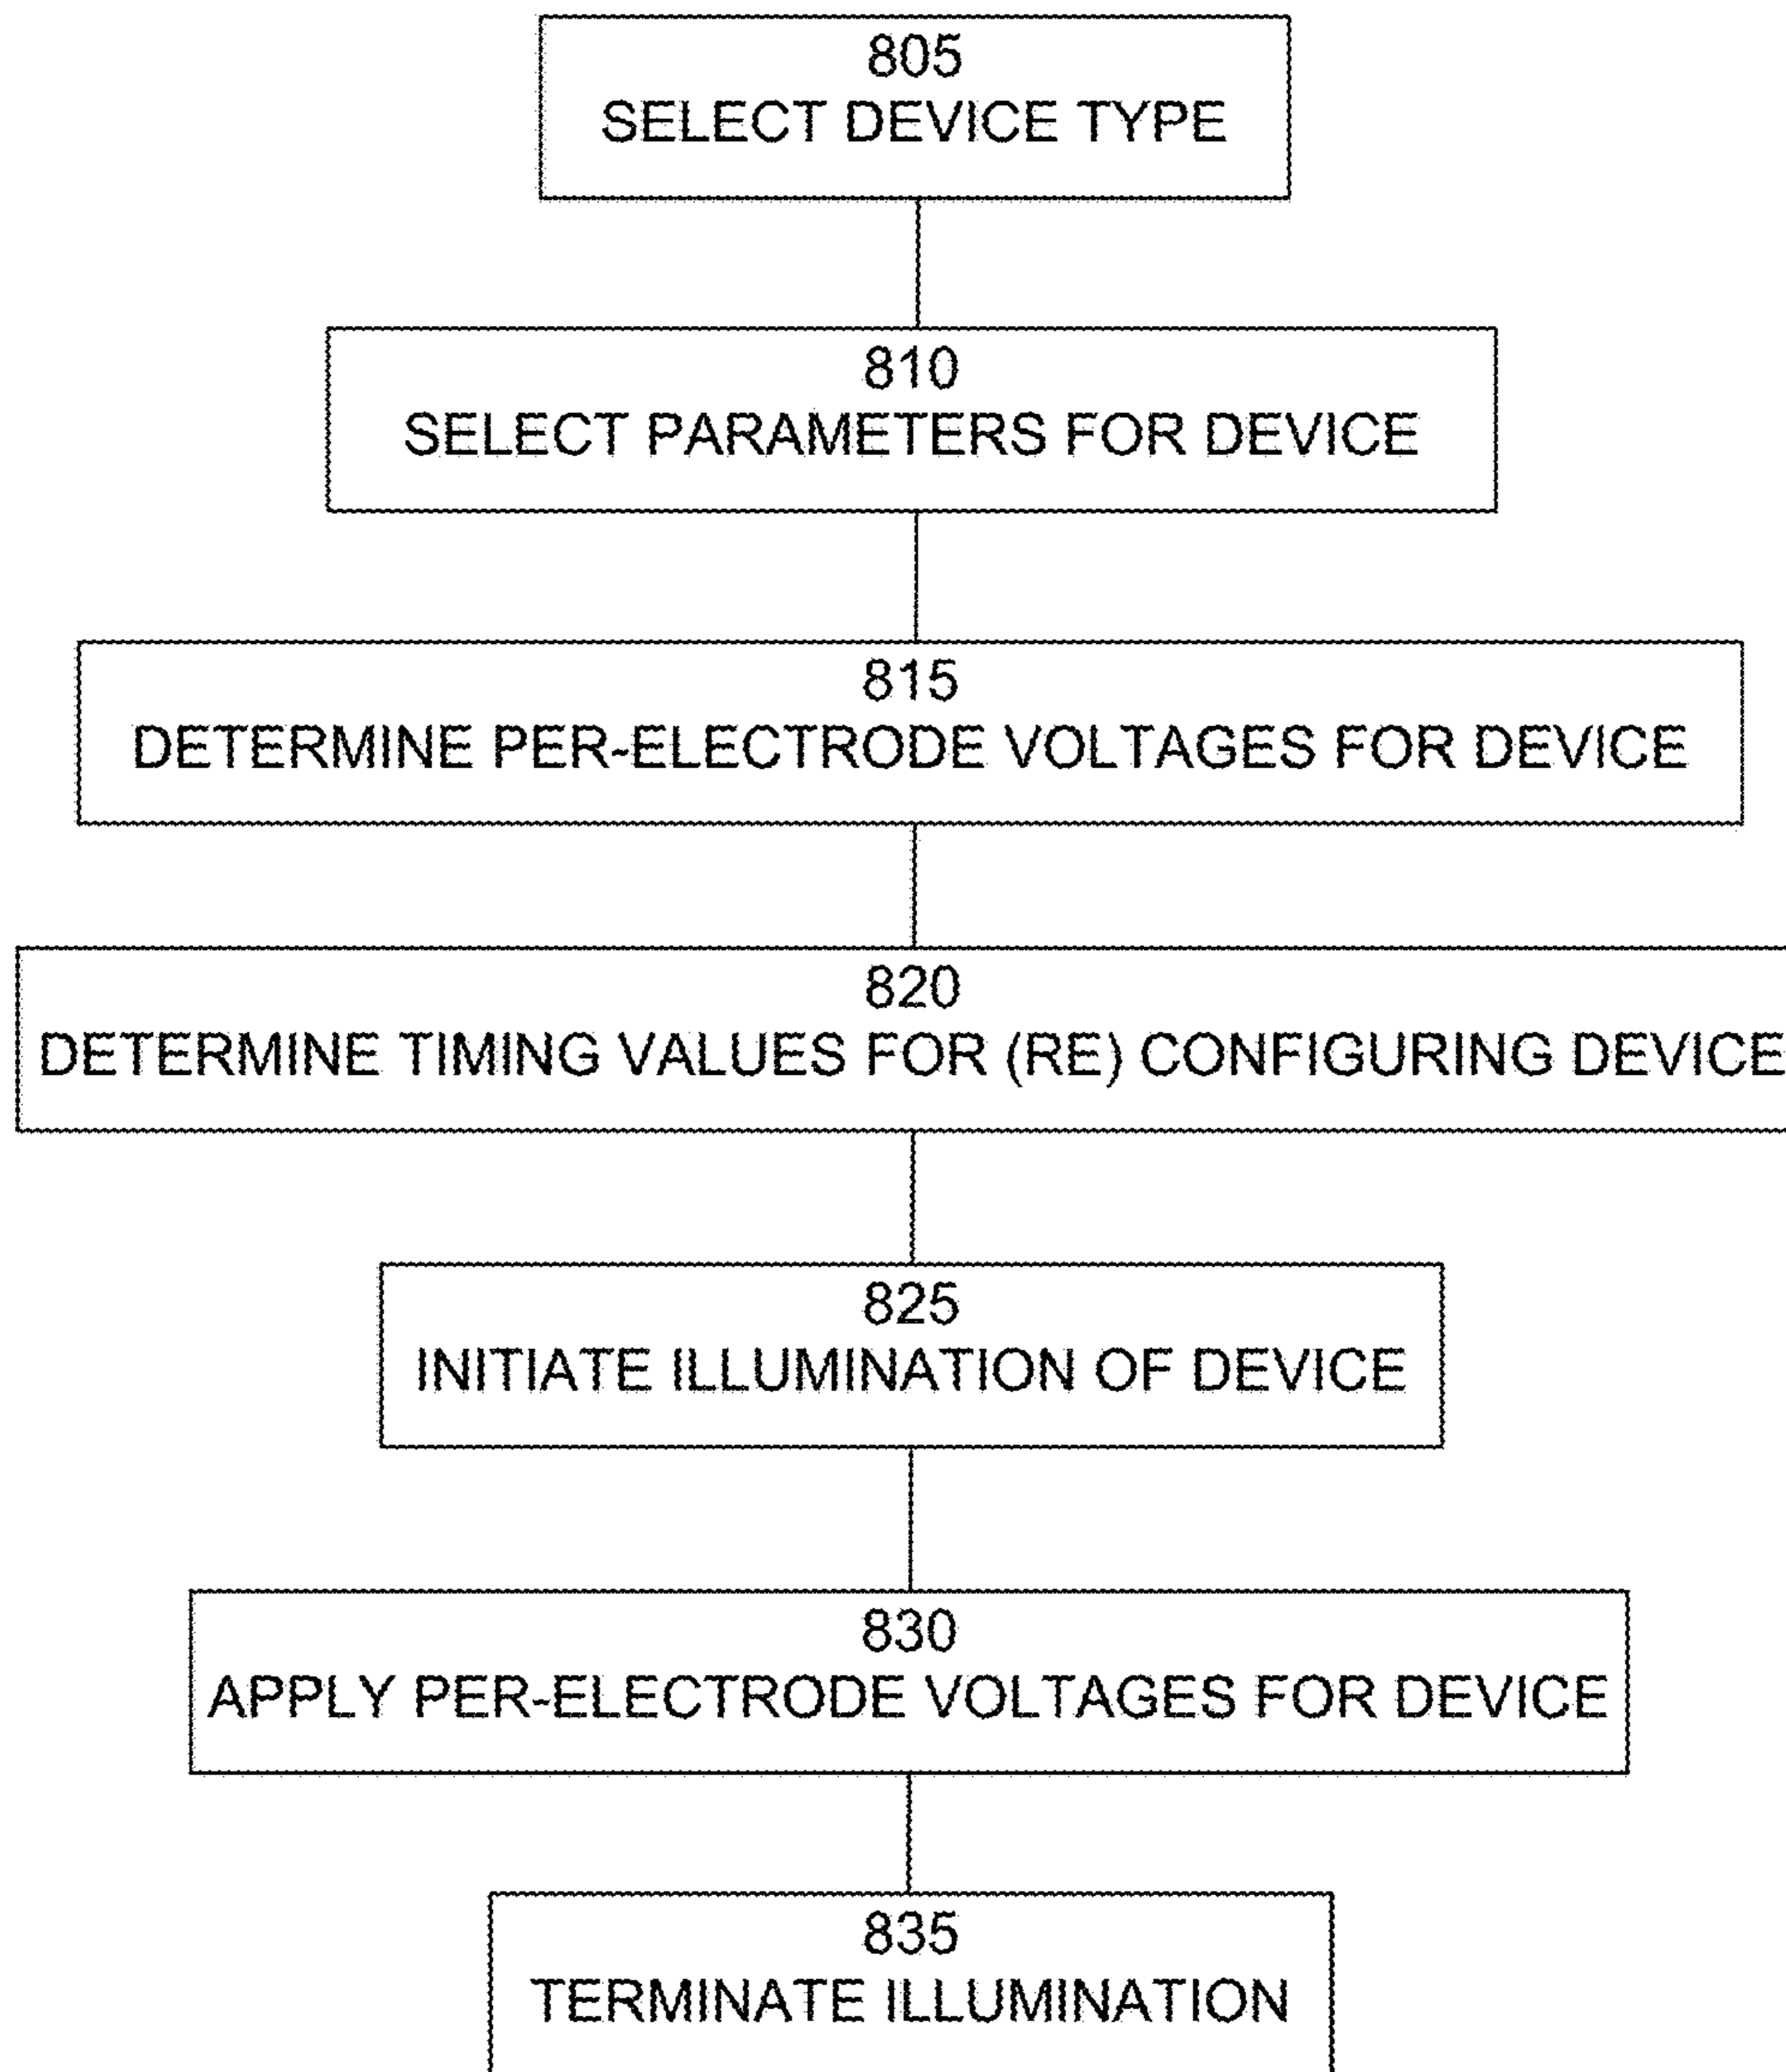 805
SELECT DEVICE TYPE
810
SELECT PARAMETERS FOR DEVICE
815
DETERMINE PER-ELECTRODE VOLTAGES FOR DEVICE
820
DETERMINE TIMING VALUES FOR (RE) CONFIGURING DEVICE
825
INITIATE ILLUMINATION OF DEVICE
830
APPLY PER-ELECTRODE VOLTAGES FOR DEVICE
835
TERMINATE ILLUMINATION